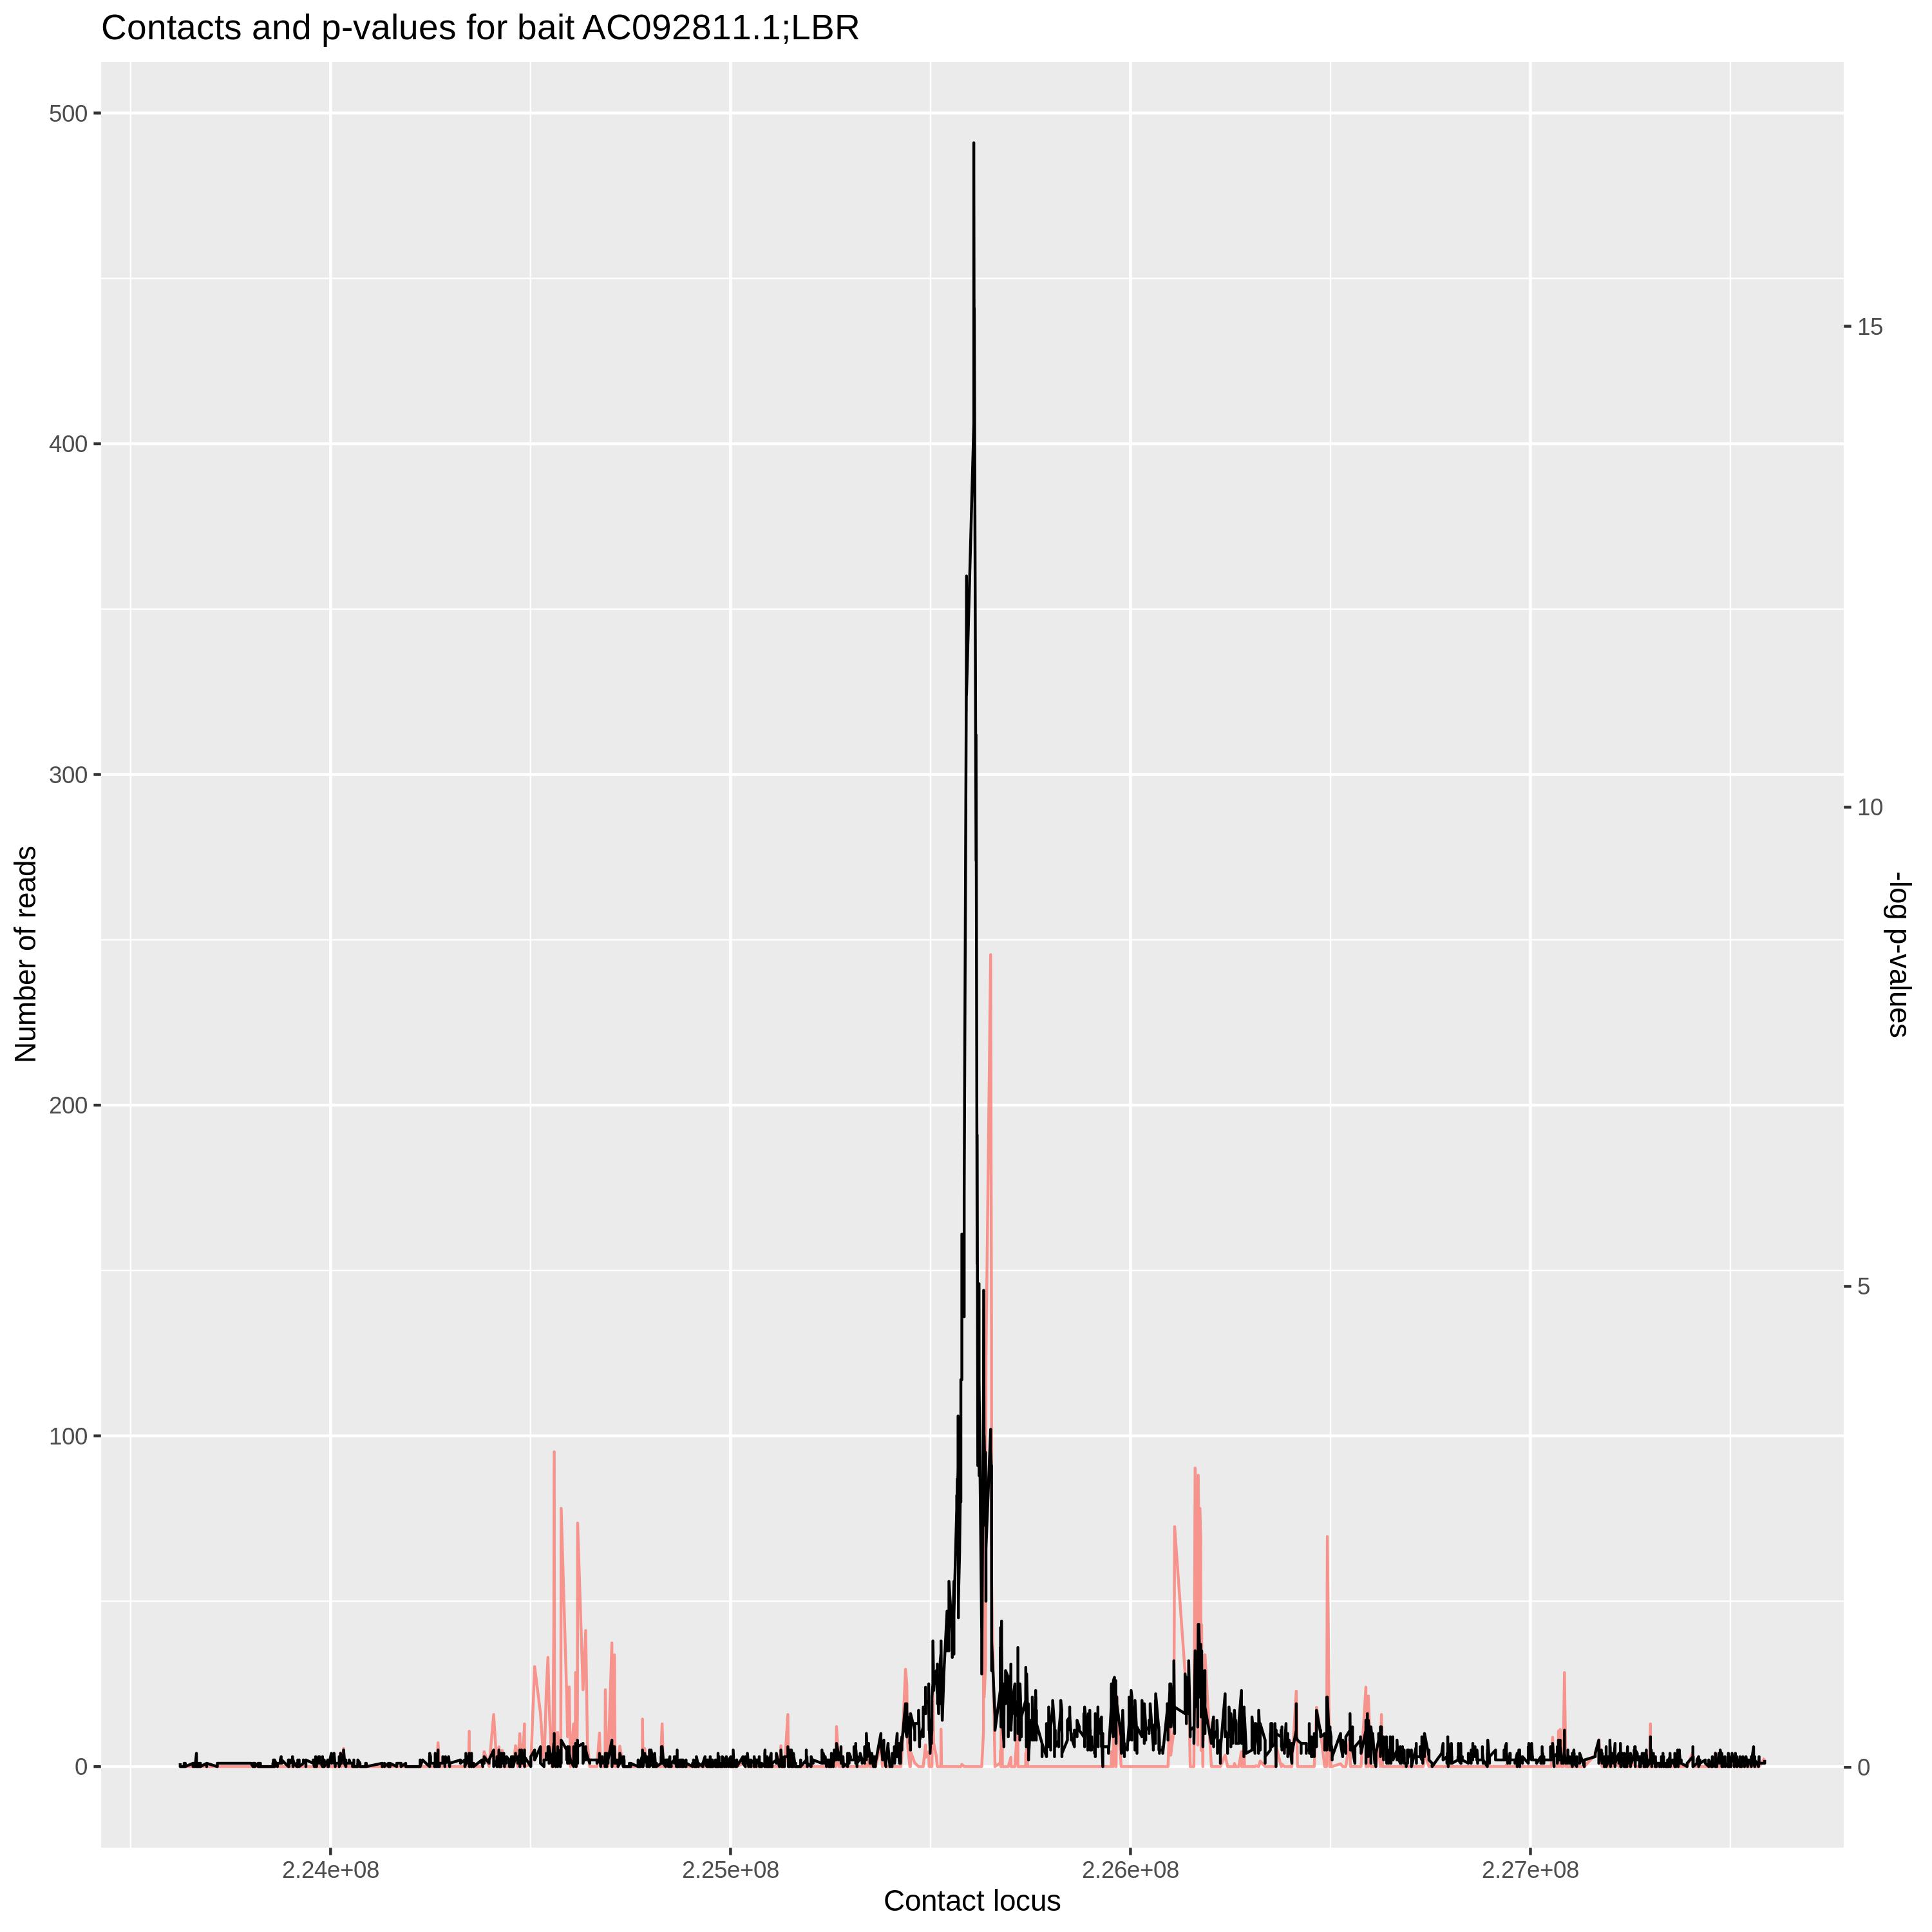 Contacts and p-values for bait AC092811.1;LBR
500
400
300
200
100
0
Number of reads
15
10
5
0
-log p-values
2.24e+08
2.25e+08
2.26e+08
2.27e+08
Contact locus